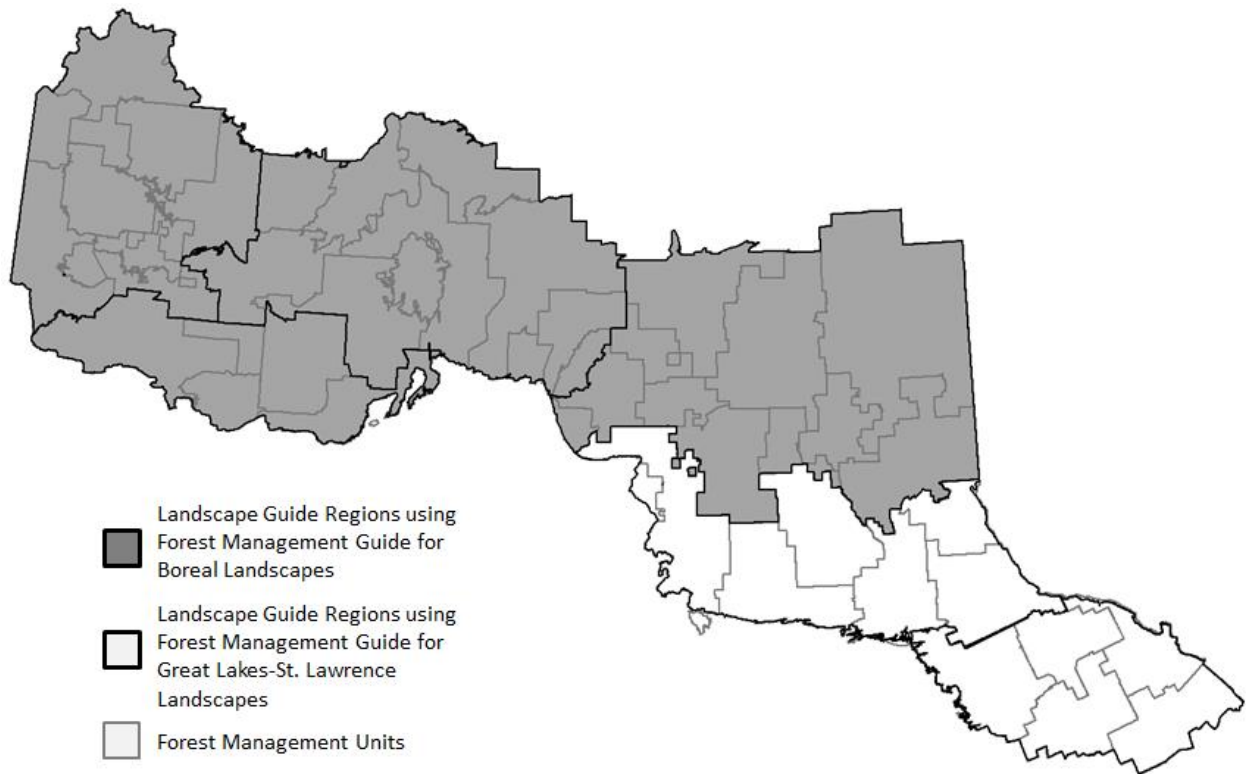 Landscape Guide Regions using
Forest Management Guide for
Boreal Landscapes
Landscape Guide Regions using
Forest Management Guide for
Great Lakes-St. Lawrence
Landscapes
Forest Management Units